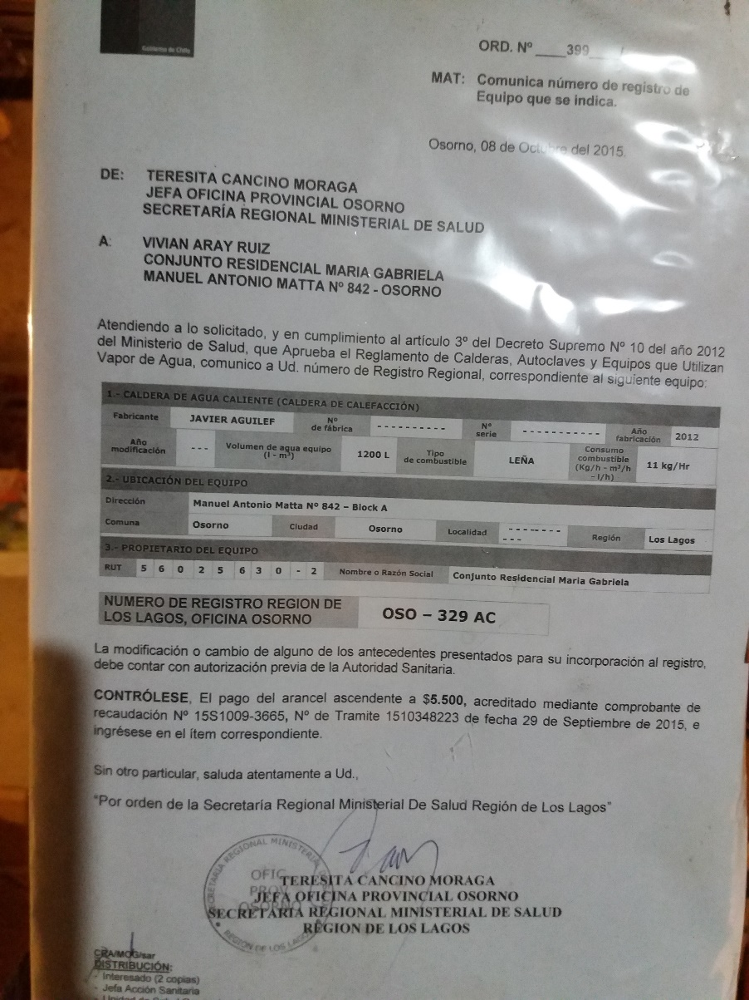 Gobierno de Chile
ORD. Nº ____399____ /
MAT: Comunica número de registro de
Equipo que se indica.
Osorno, 08 de Octubre del 2015.
DE: TERESITA CANCINO MORAGA
JEFA OFICINA PROVINCIAL OSORNO
SECRETARÍA REGIONAL MINISTERIAL DE SALUD
A: VIVIAN ARAY RUIZ
CONJUNTO RESIDENCIAL MARIA GABRIELA
MANUEL ANTONIO MATTA Nº 842 - OSORNO
Atendiendo a lo solicitado, y en cumplimiento al artículo 3º del Decreto Supremo Nº 10 del año 2012
del Ministerio de Salud, que Aprueba el Reglamento de Calderas, Autoclaves y Equipos que Utilizan
Vapor de Agua, comunico a Ud. número de Registro Regional, correspondiente al siguiente equipo:
1.- CALDERA DE AGUA CALIENTE (CALDERA DE CALEFACCIÓN)
Fabricante JAVIER AGUILEF Nº de fábrica - - - - - - - - - - Nº serie - - - - - - - - - - - Año fabricación 2012
Año modificación - - - Volumen de agua equipo (l - m³) 1200 L Tipo de combustible LEÑA Consumo combustible (Kg/h - m³/h - l/h) 11 kg/Hr
2.- UBICACIÓN DEL EQUIPO
Dirección Manuel Antonio Matta Nº 842 – Block A
Comuna Osorno Ciudad Osorno Localidad - - - - - - - - - - - Región Los Lagos
3.- PROPIETARIO DEL EQUIPO
RUT 5 6 0 2 5 6 3 0 - 2 Nombre o Razón Social Conjunto Residencial Maria Gabriela
NUMERO DE REGISTRO REGION DE
LOS LAGOS, OFICINA OSORNO OSO – 329 AC
La modificación o cambio de alguno de los antecedentes presentados para su incorporación al registro,
debe contar con autorización previa de la Autoridad Sanitaria.
CONTRÓLESE, El pago del arancel ascendente a $5.500, acreditado mediante comprobante de
recaudación Nº 15S1009-3665, Nº de Tramite 1510348223 de fecha 29 de Septiembre de 2015, e
ingrésese en el ítem correspondiente.
Sin otro particular, saluda atentamente a Ud.,
"Por orden de la Secretaría Regional Ministerial De Salud Región de Los Lagos"
SECRETARIA REGIONAL MINISTERIA
OFIC
PROV
OSORNO
REGION DE LOS LAGOS
TERESITA CANCINO MORAGA
JEFA OFICINA PROVINCIAL OSORNO
SECRETARIA REGIONAL MINISTERIAL DE SALUD
REGION DE LOS LAGOS
CRA/MOG/sar
DISTRIBUCIÓN:
- Interesado (2 copias)
- Jefa Acción Sanitaria